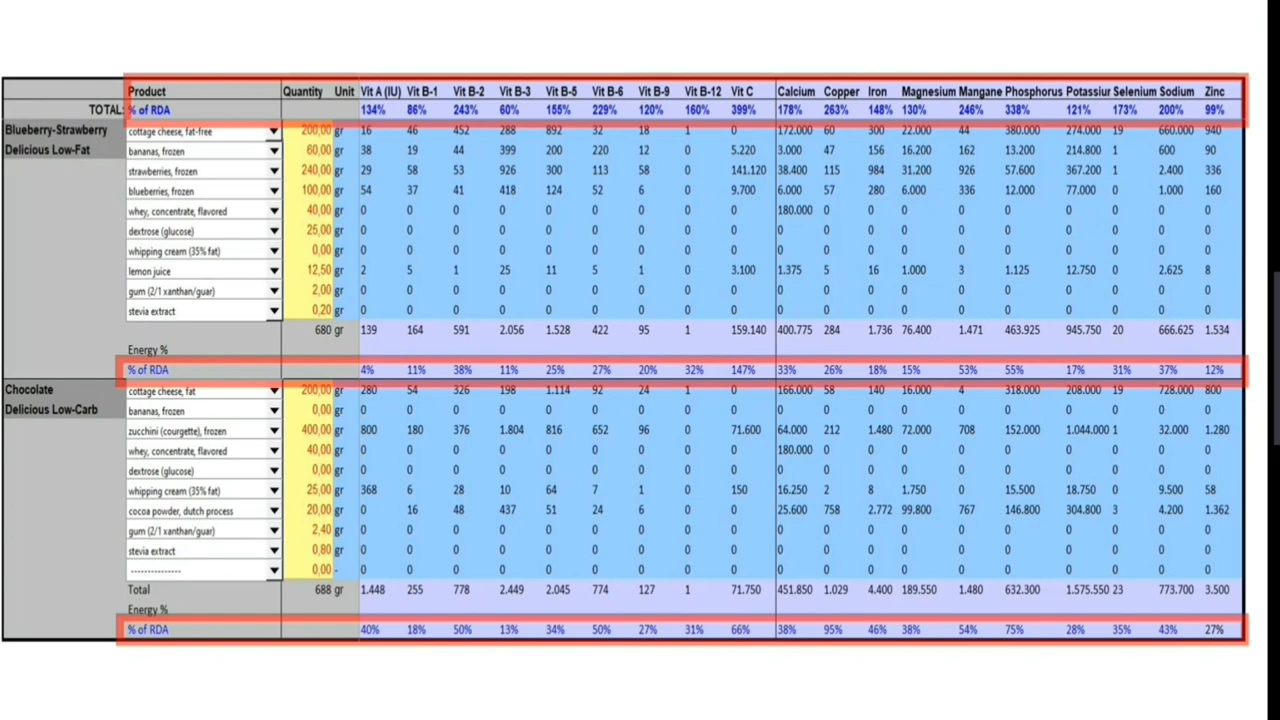 Product Quantity Unit Vit A (IU) Vit B-1 Vit B-2 Vit B-3 Vit B-5 Vit B-6 Vit B-9 Vit B-12 Vit C Calcium Copper Iron Magnesium Mangane Phosphorus Potassiur Selenium Sodium Zinc
TOTAL: % of RDA 134% 86% 243% 60% 155% 229% 120% 160% 399% 178% 263% 148% 130% 246% 338% 121% 173% 200% 99%
Blueberry-Strawberry cottage cheese, fat-free 200,00 gr 16 46 452 288 892 32 18 1 0 172.000 60 300 22.000 44 380.000 274.000 19 660.000 940
Delicious Low-Fat bananas, frozen 60,00 gr 38 19 44 399 200 220 12 0 5.220 3.000 47 156 16.200 162 13.200 214.800 1 600 90
strawberries, frozen 240,00 gr 29 58 53 926 300 113 58 0 141.120 38.400 115 984 31.200 926 57.600 367.200 1 2.400 336
blueberries, frozen 100,00 gr 54 37 41 418 124 52 6 0 9.700 6.000 57 280 6.000 336 12.000 77.000 0 1.000 160
whey, concentrate, flavored 40,00 gr 0 0 0 0 0 0 0 0 0 180.000 0 0 0 0 0 0 0 0 0
dextrose (glucose) 25,00 gr 0 0 0 0 0 0 0 0 0 0 0 0 0 0 0 0 0 0 0
whipping cream (35% fat) 0,00 gr 0 0 0 0 0 0 0 0 0 0 0 0 0 0 0 0 0 0 0
lemon juice 12,50 gr 2 5 1 25 11 5 1 0 3.100 1.375 5 16 1.000 3 1.125 12.750 0 2.625 8
gum (2/1 xanthan/guar) 2,00 gr 0 0 0 0 0 0 0 0 0 0 0 0 0 0 0 0 0 0 0
stevia extract 0,20 gr 0 0 0 0 0 0 0 0 0 0 0 0 0 0 0 0 0 0 0
680 gr 139 164 591 2.056 1.528 422 95 1 159.140 400.775 284 1.736 76.400 1.471 463.925 945.750 20 666.625 1.534
Energy %
% of RDA 4% 11% 38% 11% 25% 27% 20% 32% 147% 33% 26% 18% 15% 53% 55% 17% 31% 37% 12%
Chocolate cottage cheese, fat 200,00 gr 280 54 326 198 1.114 92 24 1 0 166.000 58 140 16.000 4 318.000 208.000 19 728.000 800
Delicious Low-Carb bananas, frozen 0,00 gr 0 0 0 0 0 0 0 0 0 0 0 0 0 0 0 0 0 0 0
zucchini (courgette), frozen 400,00 gr 800 180 376 1.804 816 652 96 0 71.600 64.000 212 1.480 72.000 708 152.000 1.044.000 1 32.000 1.280
whey, concentrate, flavored 40,00 gr 0 0 0 0 0 0 0 0 0 180.000 0 0 0 0 0 0 0 0 0
dextrose (glucose) 0,00 gr 0 0 0 0 0 0 0 0 0 0 0 0 0 0 0 0 0 0 0
whipping cream (35% fat) 25,00 gr 368 6 28 10 64 7 1 0 150 16.250 2 8 1.750 0 15.500 18.750 0 9.500 58
cocoa powder, dutch process 20,00 gr 0 16 48 437 51 24 6 0 0 25.600 758 2.772 99.800 767 146.800 304.800 3 4.200 1.362
gum (2/1 xanthan/guar) 2,40 gr 0 0 0 0 0 0 0 0 0 0 0 0 0 0 0 0 0 0 0
stevia extract 0,80 gr 0 0 0 0 0 0 0 0 0 0 0 0 0 0 0 0 0 0 0
--------------- 0,00 - 0 0 0 0 0 0 0 0 0 0 0 0 0 0 0 0 0 0 0
Total 688 gr 1.448 255 778 2.449 2.045 774 127 1 71.750 451.850 1.029 4.400 189.550 1.480 632.300 1.575.550 23 773.700 3.500
Energy %
% of RDA 40% 18% 50% 13% 34% 50% 27% 31% 66% 38% 95% 46% 38% 54% 75% 28% 35% 43% 27%